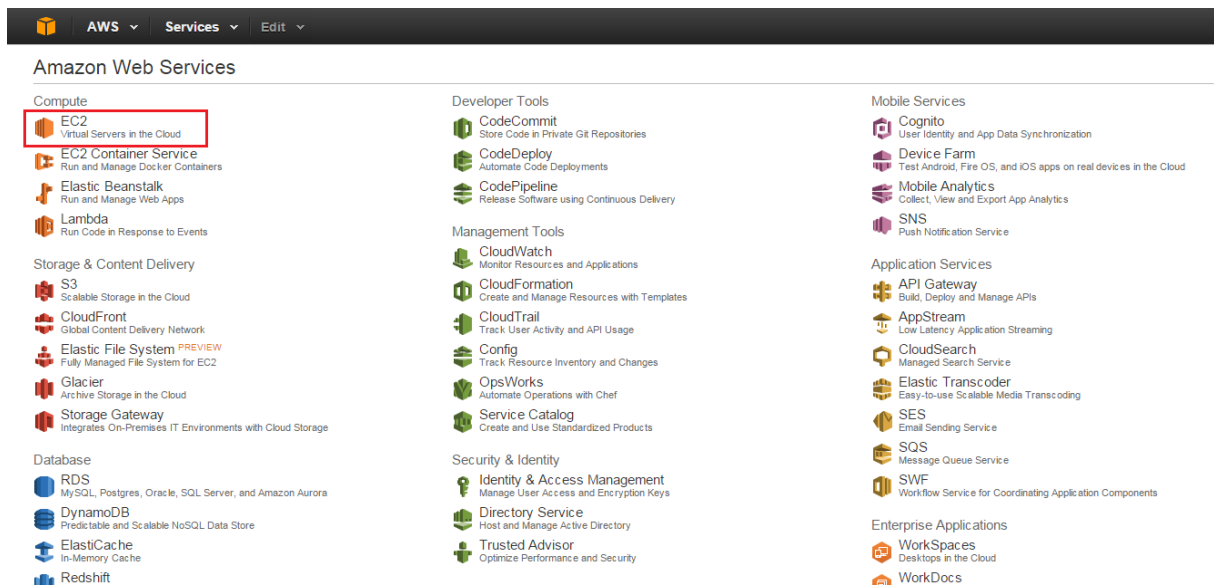 AWS Services Edit
Amazon Web Services
Compute
EC2
Virtual Servers in the Cloud
EC2 Container Service
Run and Manage Docker Containers
Elastic Beanstalk
Run and Manage Web Apps
Lambda
Run Code in Response to Events
Storage & Content Delivery
S3
Scalable Storage in the Cloud
CloudFront
Global Content Delivery Network
Elastic File System PREVIEW
Fully Managed File System for EC2
Glacier
Archive Storage in the Cloud
Storage Gateway
Integrates On-Premises IT Environments with Cloud Storage
Database
RDS
MySQL, Postgres, Oracle, SQL Server, and Amazon Aurora
DynamoDB
Predictable and Scalable NoSQL Data Store
ElastiCache
In-Memory Cache
Redshift
Developer Tools
CodeCommit
Store Code in Private Git Repositories
CodeDeploy
Automate Code Deployments
CodePipeline
Release Software using Continuous Delivery
Management Tools
CloudWatch
Monitor Resources and Applications
CloudFormation
Create and Manage Resources with Templates
CloudTrail
Track User Activity and API Usage
Config
Track Resource Inventory and Changes
OpsWorks
Automate Operations with Chef
Service Catalog
Create and Use Standardized Products
Security & Identity
Identity & Access Management
Manage User Access and Encryption Keys
Directory Service
Host and Manage Active Directory
Trusted Advisor
Optimize Performance and Security
Mobile Services
Cognito
User Identity and App Data Synchronization
Device Farm
Test Android, Fire OS, and iOS apps on real devices in the Cloud
Mobile Analytics
Collect, View and Export App Analytics
SNS
Push Notification Service
Application Services
API Gateway
Build, Deploy and Manage APIs
AppStream
Low Latency Application Streaming
CloudSearch
Managed Search Service
Elastic Transcoder
Easy-to-use Scalable Media Transcoding
SES
Email Sending Service
SQS
Message Queue Service
SWF
Workflow Service for Coordinating Application Components
Enterprise Applications
WorkSpaces
Desktops in the Cloud
WorkDocs